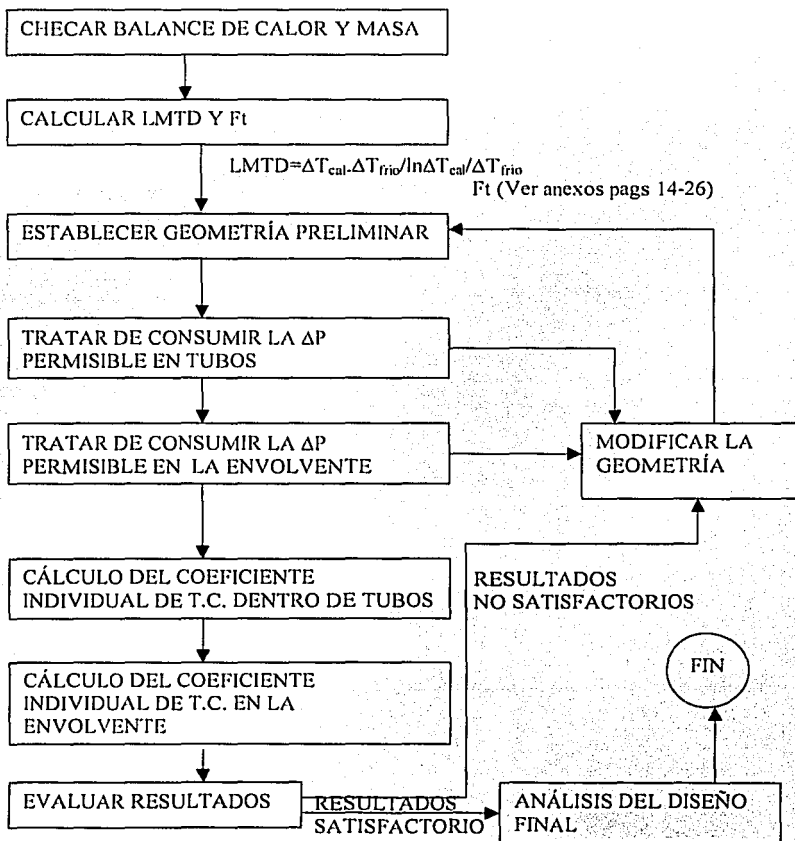 CHECAR BALANCE DE CALOR Y MASA
CALCULAR LMTD Y Ft
LMTD=ΔTcal-ΔTfrio/lnΔTcal/ΔTfrio
Ft (Ver anexos pags 14-26)
ESTABLECER GEOMETRÍA PRELIMINAR
TRATAR DE CONSUMIR LA ΔP
PERMISIBLE EN TUBOS
TRATAR DE CONSUMIR LA ΔP
PERMISIBLE EN LA ENVOLVENTE
MODIFICAR LA
GEOMETRÍA
CÁLCULO DEL COEFICIENTE
INDIVIDUAL DE T.C. DENTRO DE TUBOS
RESULTADOS
NO SATISFACTORIOS
CÁLCULO DEL COEFICIENTE
INDIVIDUAL DE T.C. EN LA
ENVOLVENTE
FIN
EVALUAR RESULTADOS
RESULTADOS
SATISFACTORIO
ANÁLISIS DEL DISEÑO
FINAL